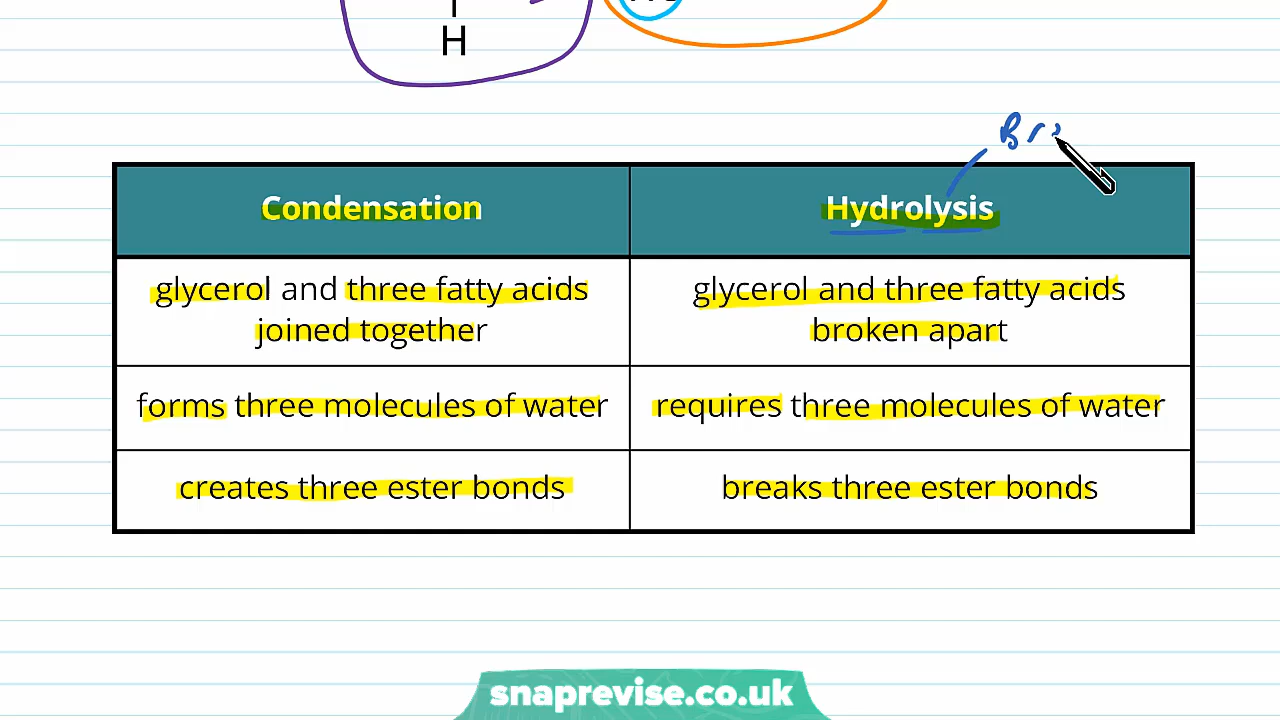 H
Br
Condensation
Hydrolysis
glycerol and three fatty acids
joined together
glycerol and three fatty acids
broken apart
forms three molecules of water
requires three molecules of water
creates three ester bonds
breaks three ester bonds
snaprevise.co.uk